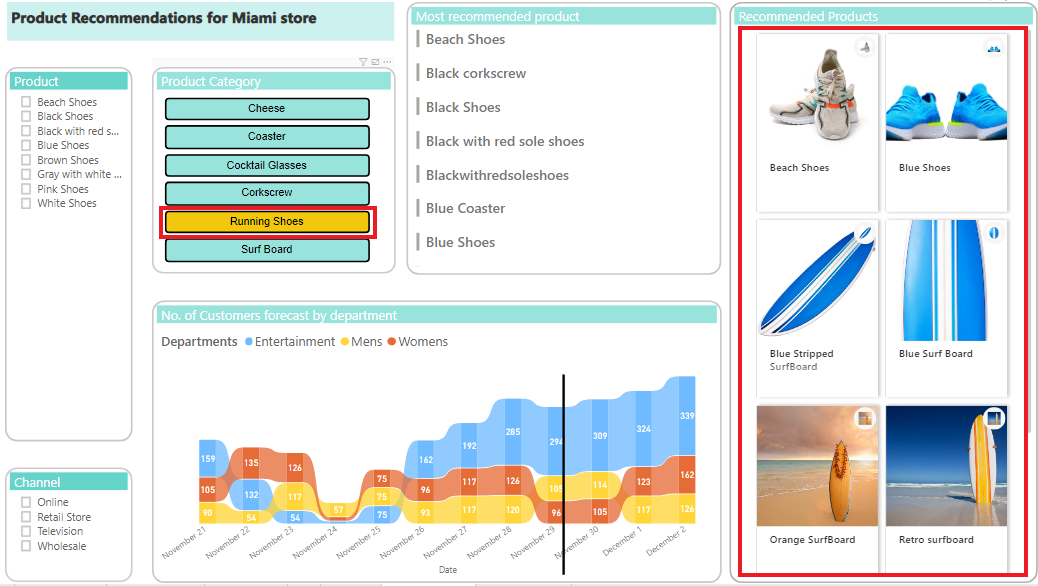 Product Recommendations for Miami store
Product
Beach Shoes
Black Shoes
Black with red s...
Blue Shoes
Brown Shoes
Gray with white ...
Pink Shoes
White Shoes
Channel
Online
Retail Store
Television
Wholesale
Product Category
Cheese
Coaster
Cocktail Glasses
Corkscrew
Running Shoes
Surf Board
Most recommended product
Beach Shoes
Black corkscrew
Black Shoes
Black with red sole shoes
Blackwithredsoleshoes
Blue Coaster
Blue Shoes
No. of Customers forecast by department
Departments Entertainment Mens Womens
159
105
90
135
132
54
126
117
54
57
75
75
75
162
96
93
192
117
117
285
126
120
294
105
96
309
114
105
324
123
117
339
162
126
November 21
November 22
November 23
November 24
November 25
November 26
November 27
November 28
November 29
November 30
December 1
December 2
Date
Recommended Products
Beach Shoes
Blue Shoes
Blue Stripped
SurfBoard
Blue Surf Board
Orange SurfBoard
Retro surfboard